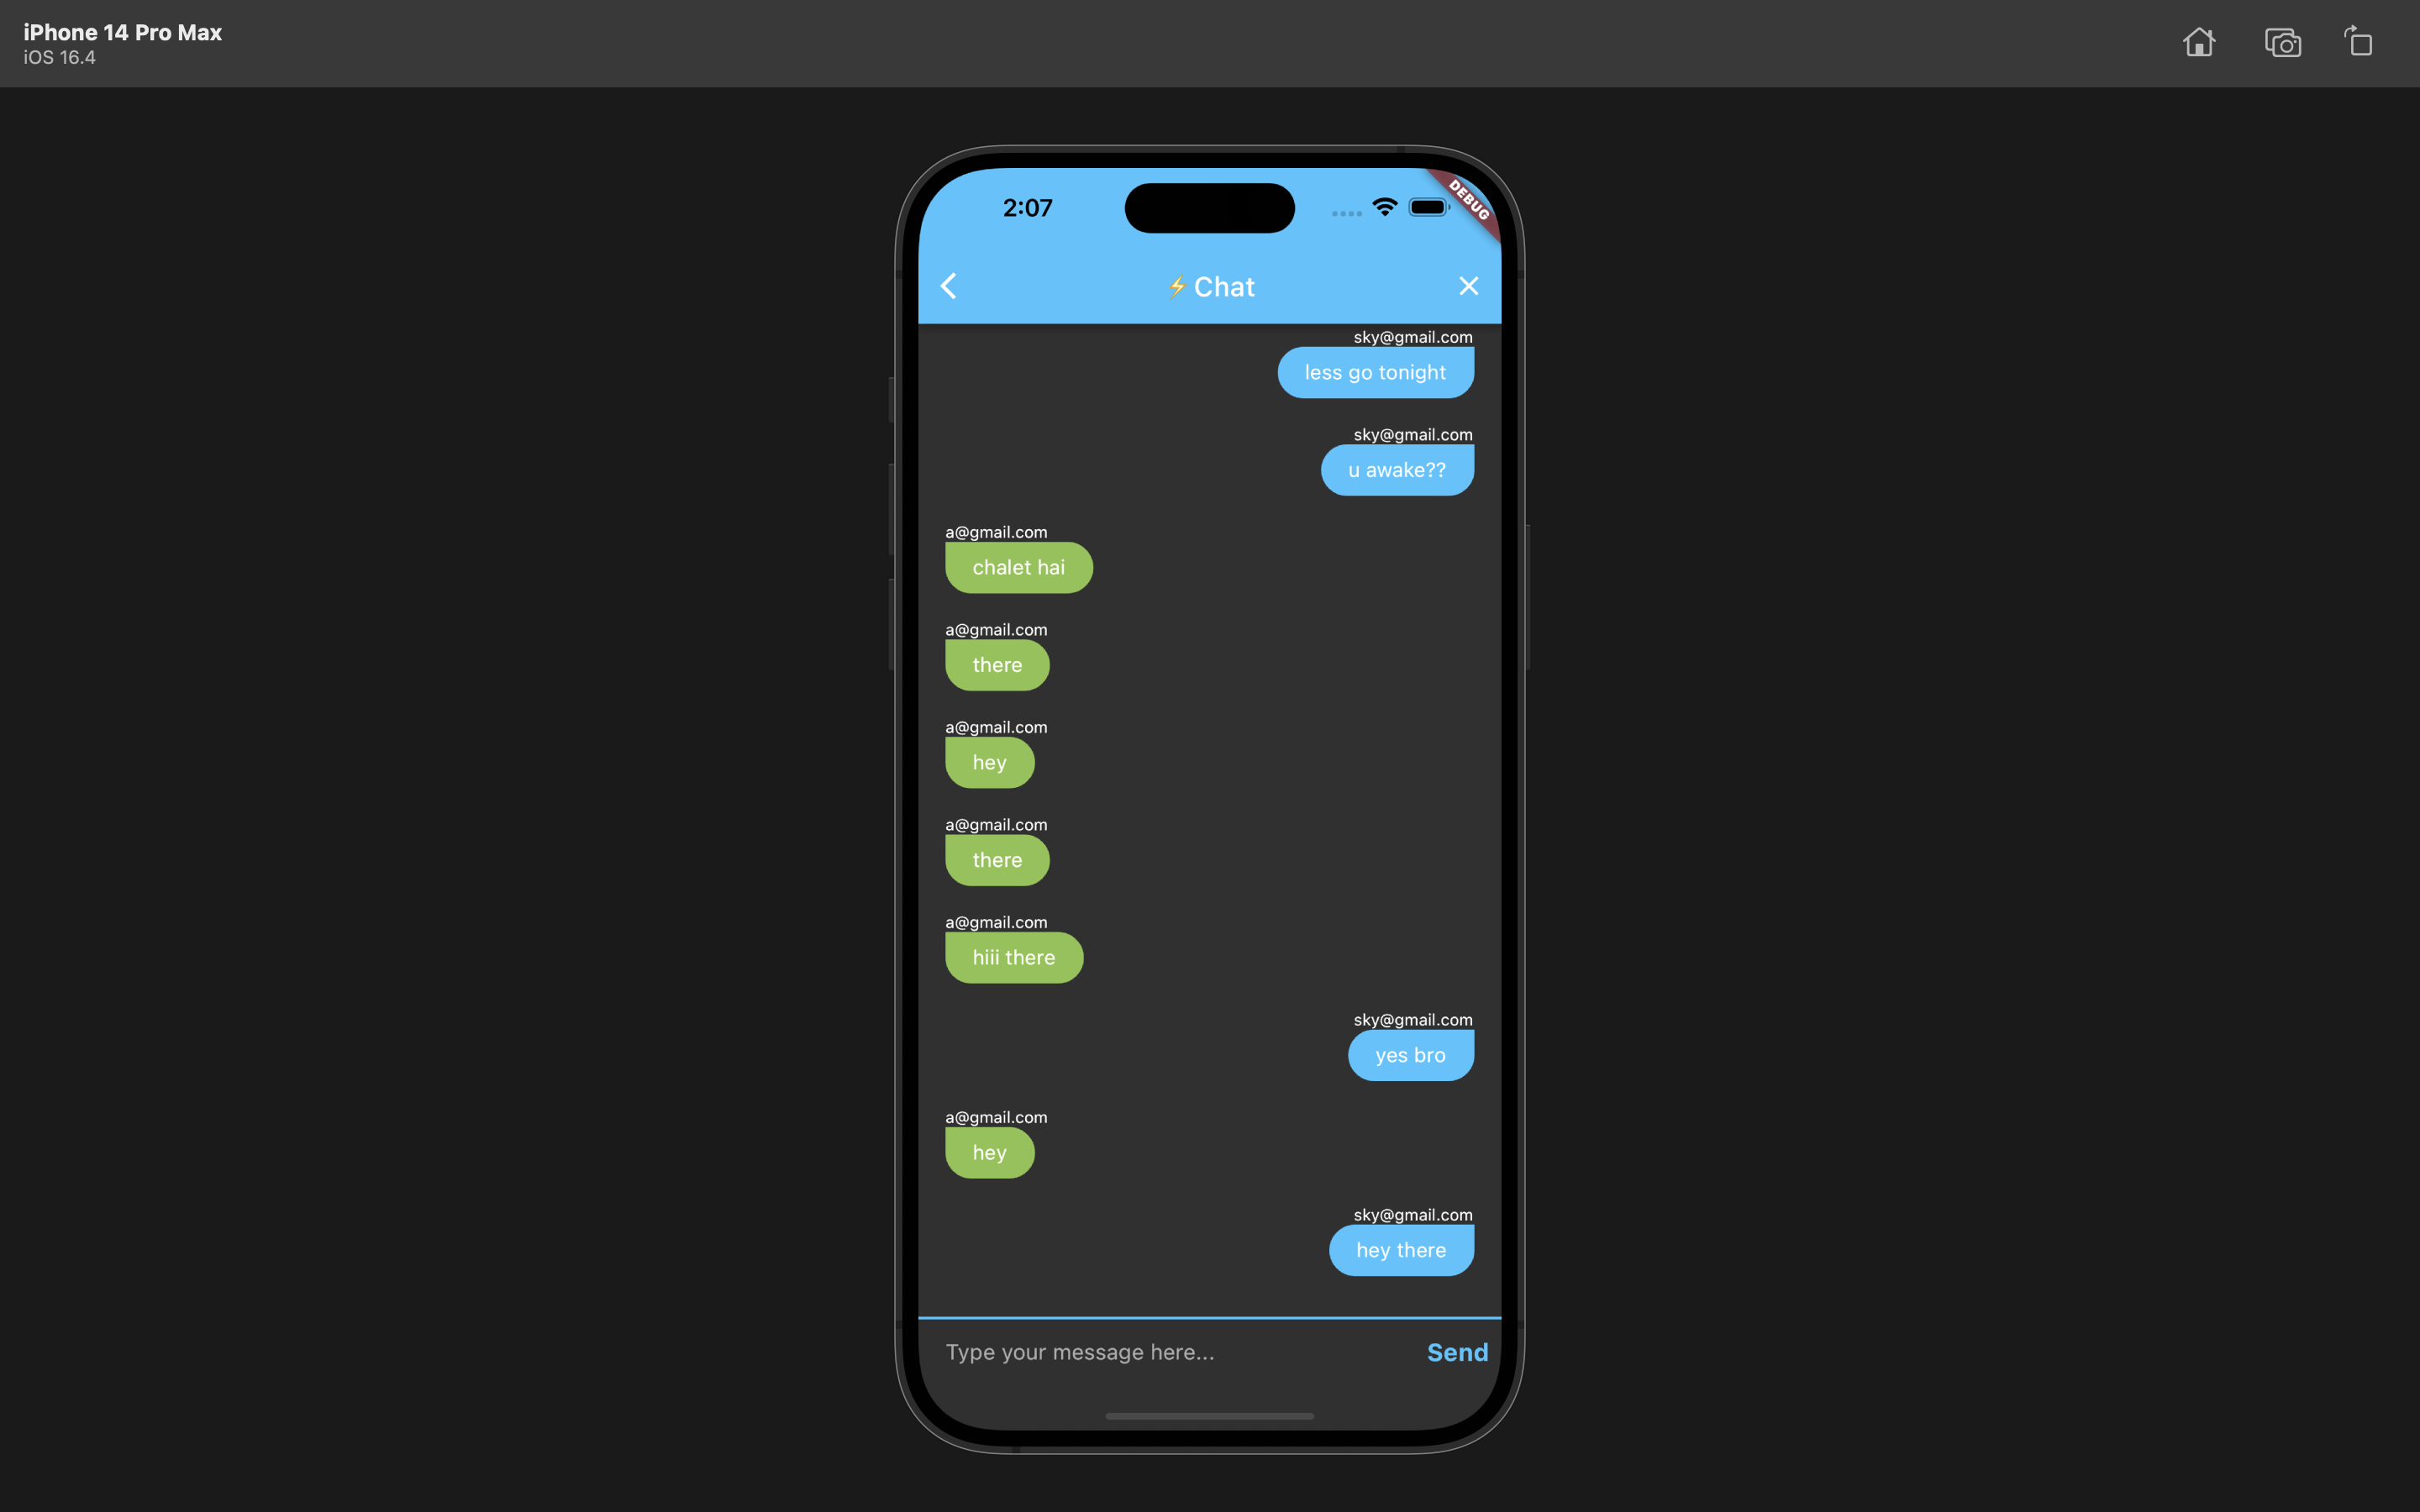 iPhone 14 Pro Max
iOS 16.4
2:07
DEBUG
⚡Chat
sky@gmail.com
less go tonight
sky@gmail.com
u awake??
a@gmail.com
chalet hai
a@gmail.com
there
a@gmail.com
hey
a@gmail.com
there
a@gmail.com
hiii there
sky@gmail.com
yes bro
a@gmail.com
hey
sky@gmail.com
hey there
Type your message here...
Send